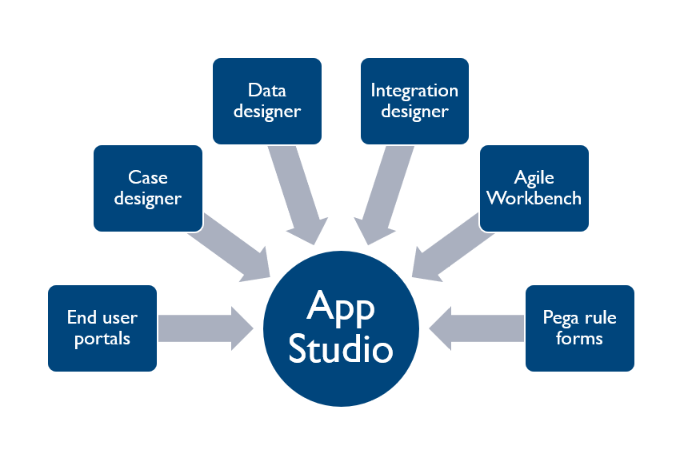 Data
designer
Integration
designer
Case
designer
Agile
Workbench
End user
portals
App
Studio
Pega rule
forms